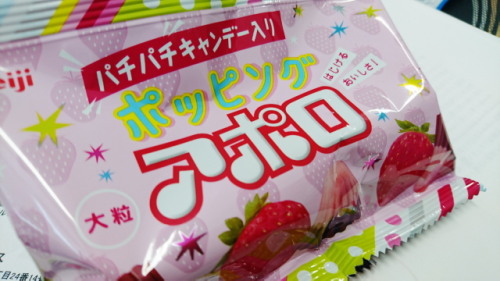 eiji
パチパチキャンデー入り
ポッピング
はじける
おいしさ!
アポロ
大粒